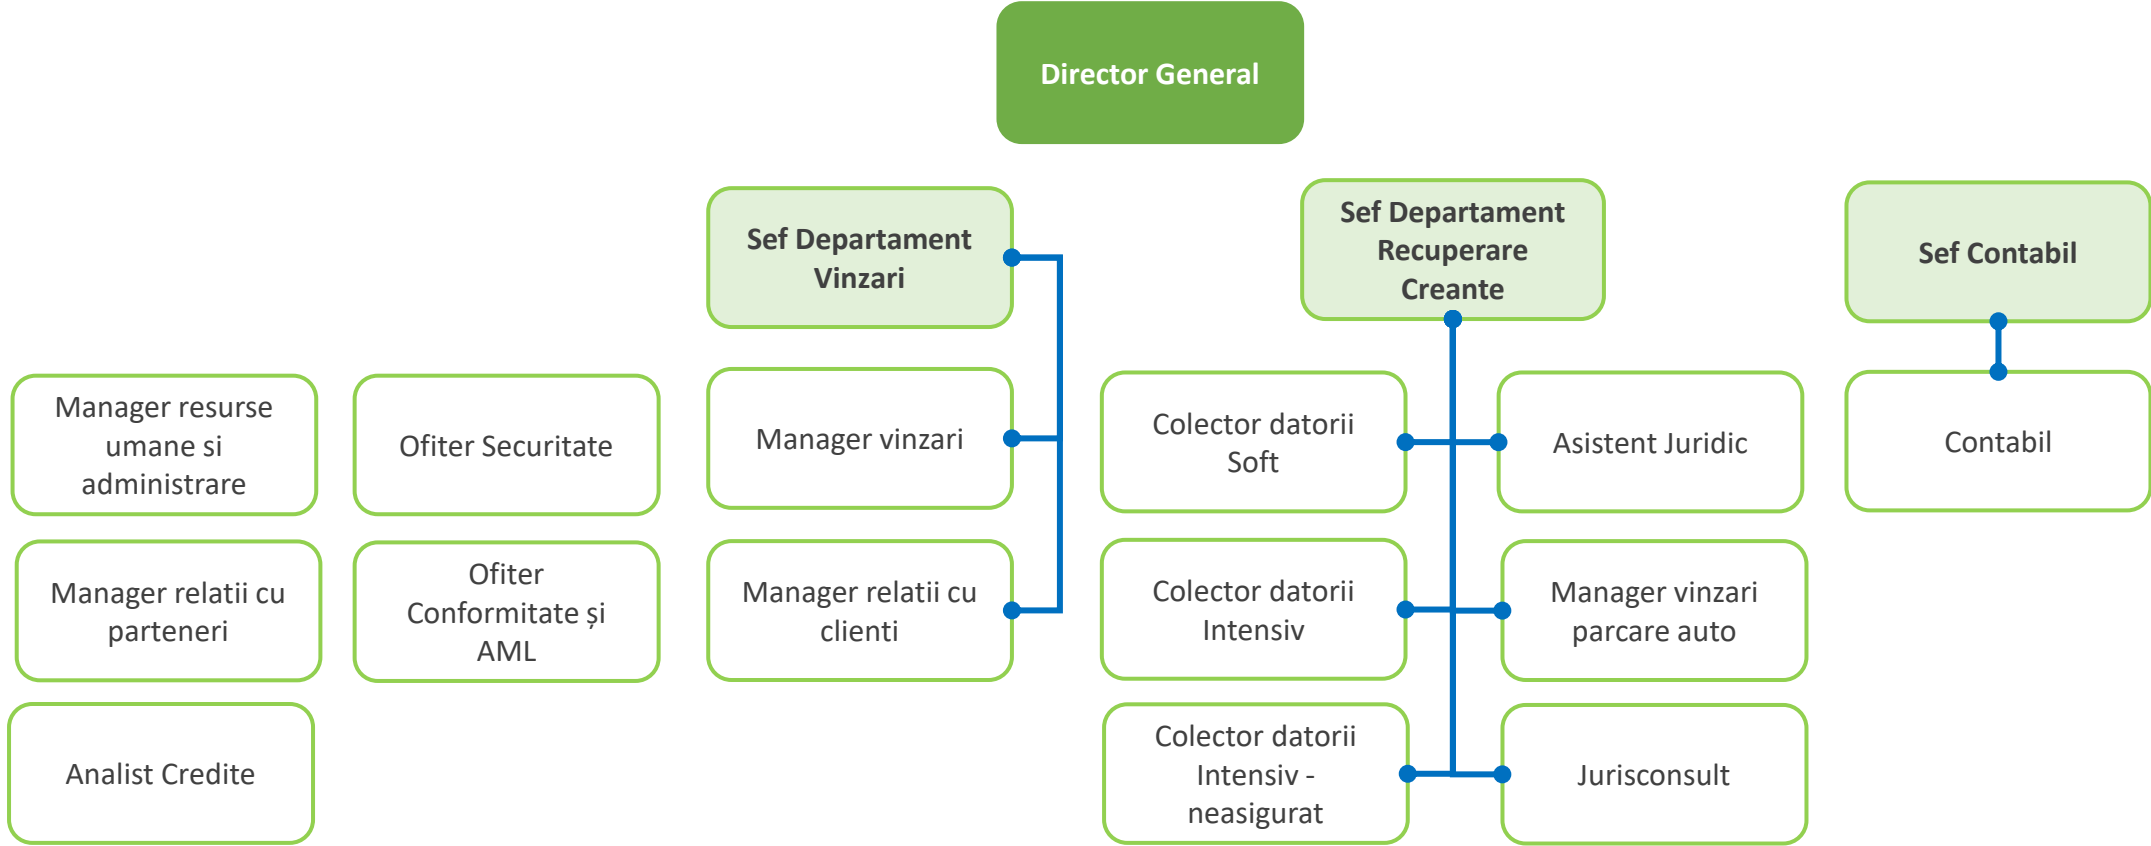 Director General
Sef Departament
Vinzari
Sef Departament
Recuperare
Creante
Sef Contabil
Manager resurse
umane si
administrare
Ofiter Securitate
Manager vinzari
Colector datorii
Soft
Asistent Juridic
Contabil
Manager relatii cu
parteneri
Ofiter
Conformitate și
AML
Manager relatii cu
clienti
Colector datorii
Intensiv
Manager vinzari
parcare auto
Analist Credite
Colector datorii
Intensiv -
neasigurat
Jurisconsult